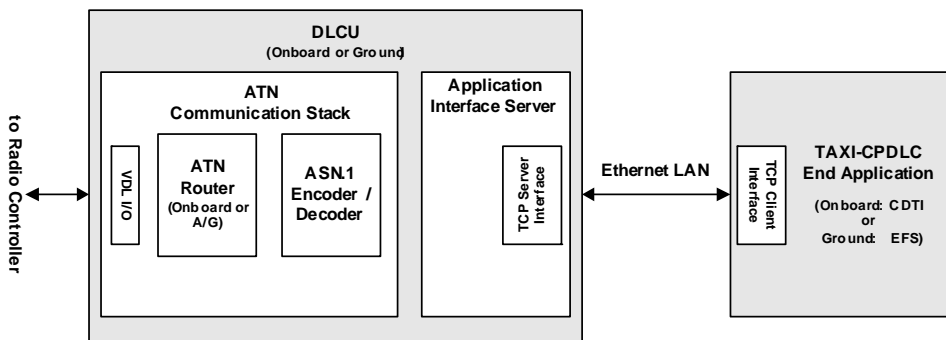 DLCU
(Onboard or Ground)
to Radio Controller
ATN
Communication Stack
VDL I/O
ATN
Router
(Onboard or
A/G)
ASN.1
Encoder /
Decoder
Application
Interface Server
TCP Server
Interface
Ethernet LAN
TCP Client
Interface
TAXI-CPDLC
End Application
(Onboard: CDTI
or
Ground: EFS)